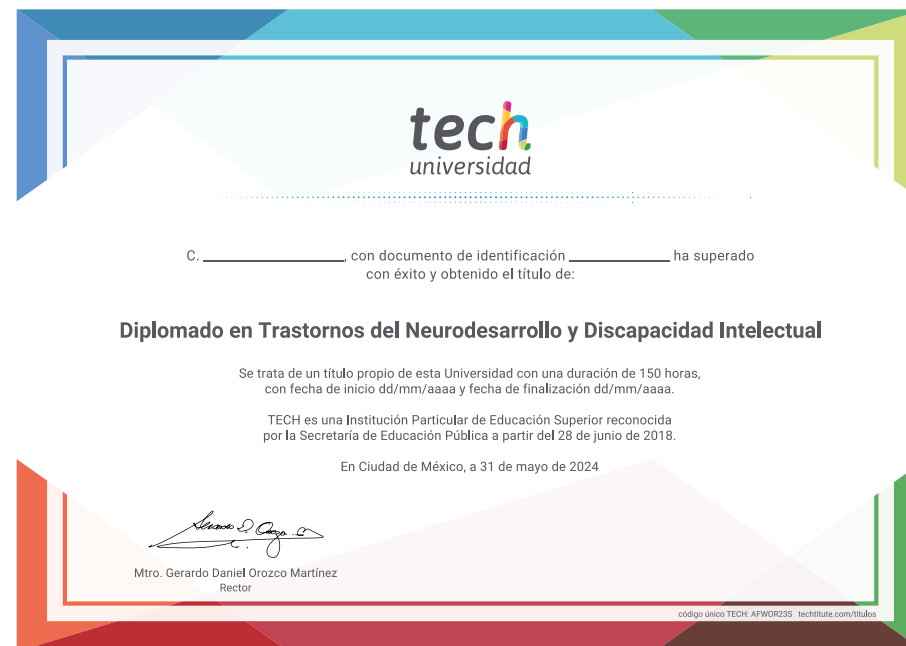 tech
universidad
C. ____________, con documento de identificación ____________ ha superado
con éxito y obtenido el título de:
Diplomado en Trastornos del Neurodesarrollo y Discapacidad Intelectual
Se trata de un título propio de esta Universidad con una duración de 150 horas,
con fecha de inicio dd/mm/aaaa y fecha de finalización dd/mm/aaaa.
TECH es una Institución Particular de Educación Superior reconocida
por la Secretaría de Educación Pública a partir del 28 de junio de 2018.
En Ciudad de México, a 31 de mayo de 2024
Mtro. Gerardo Daniel Orozco Martínez
Rector
código único TECH: AFWOR23S techtitute.com/titulos